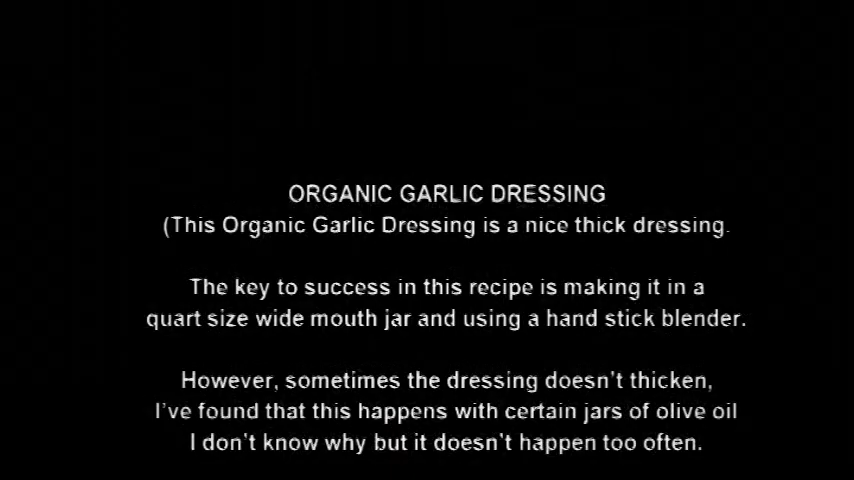 ORGANIC GARLIC DRESSING
(This Organic Garlic Dressing is a nice thick dressing.
The key to success in this recipe is making it in a
quart size wide mouth jar and using a hand stick blender.
However, sometimes the dressing doesn't thicken,
I've found that this happens with certain jars of olive oil
I don't know why but it doesn't happen too often.